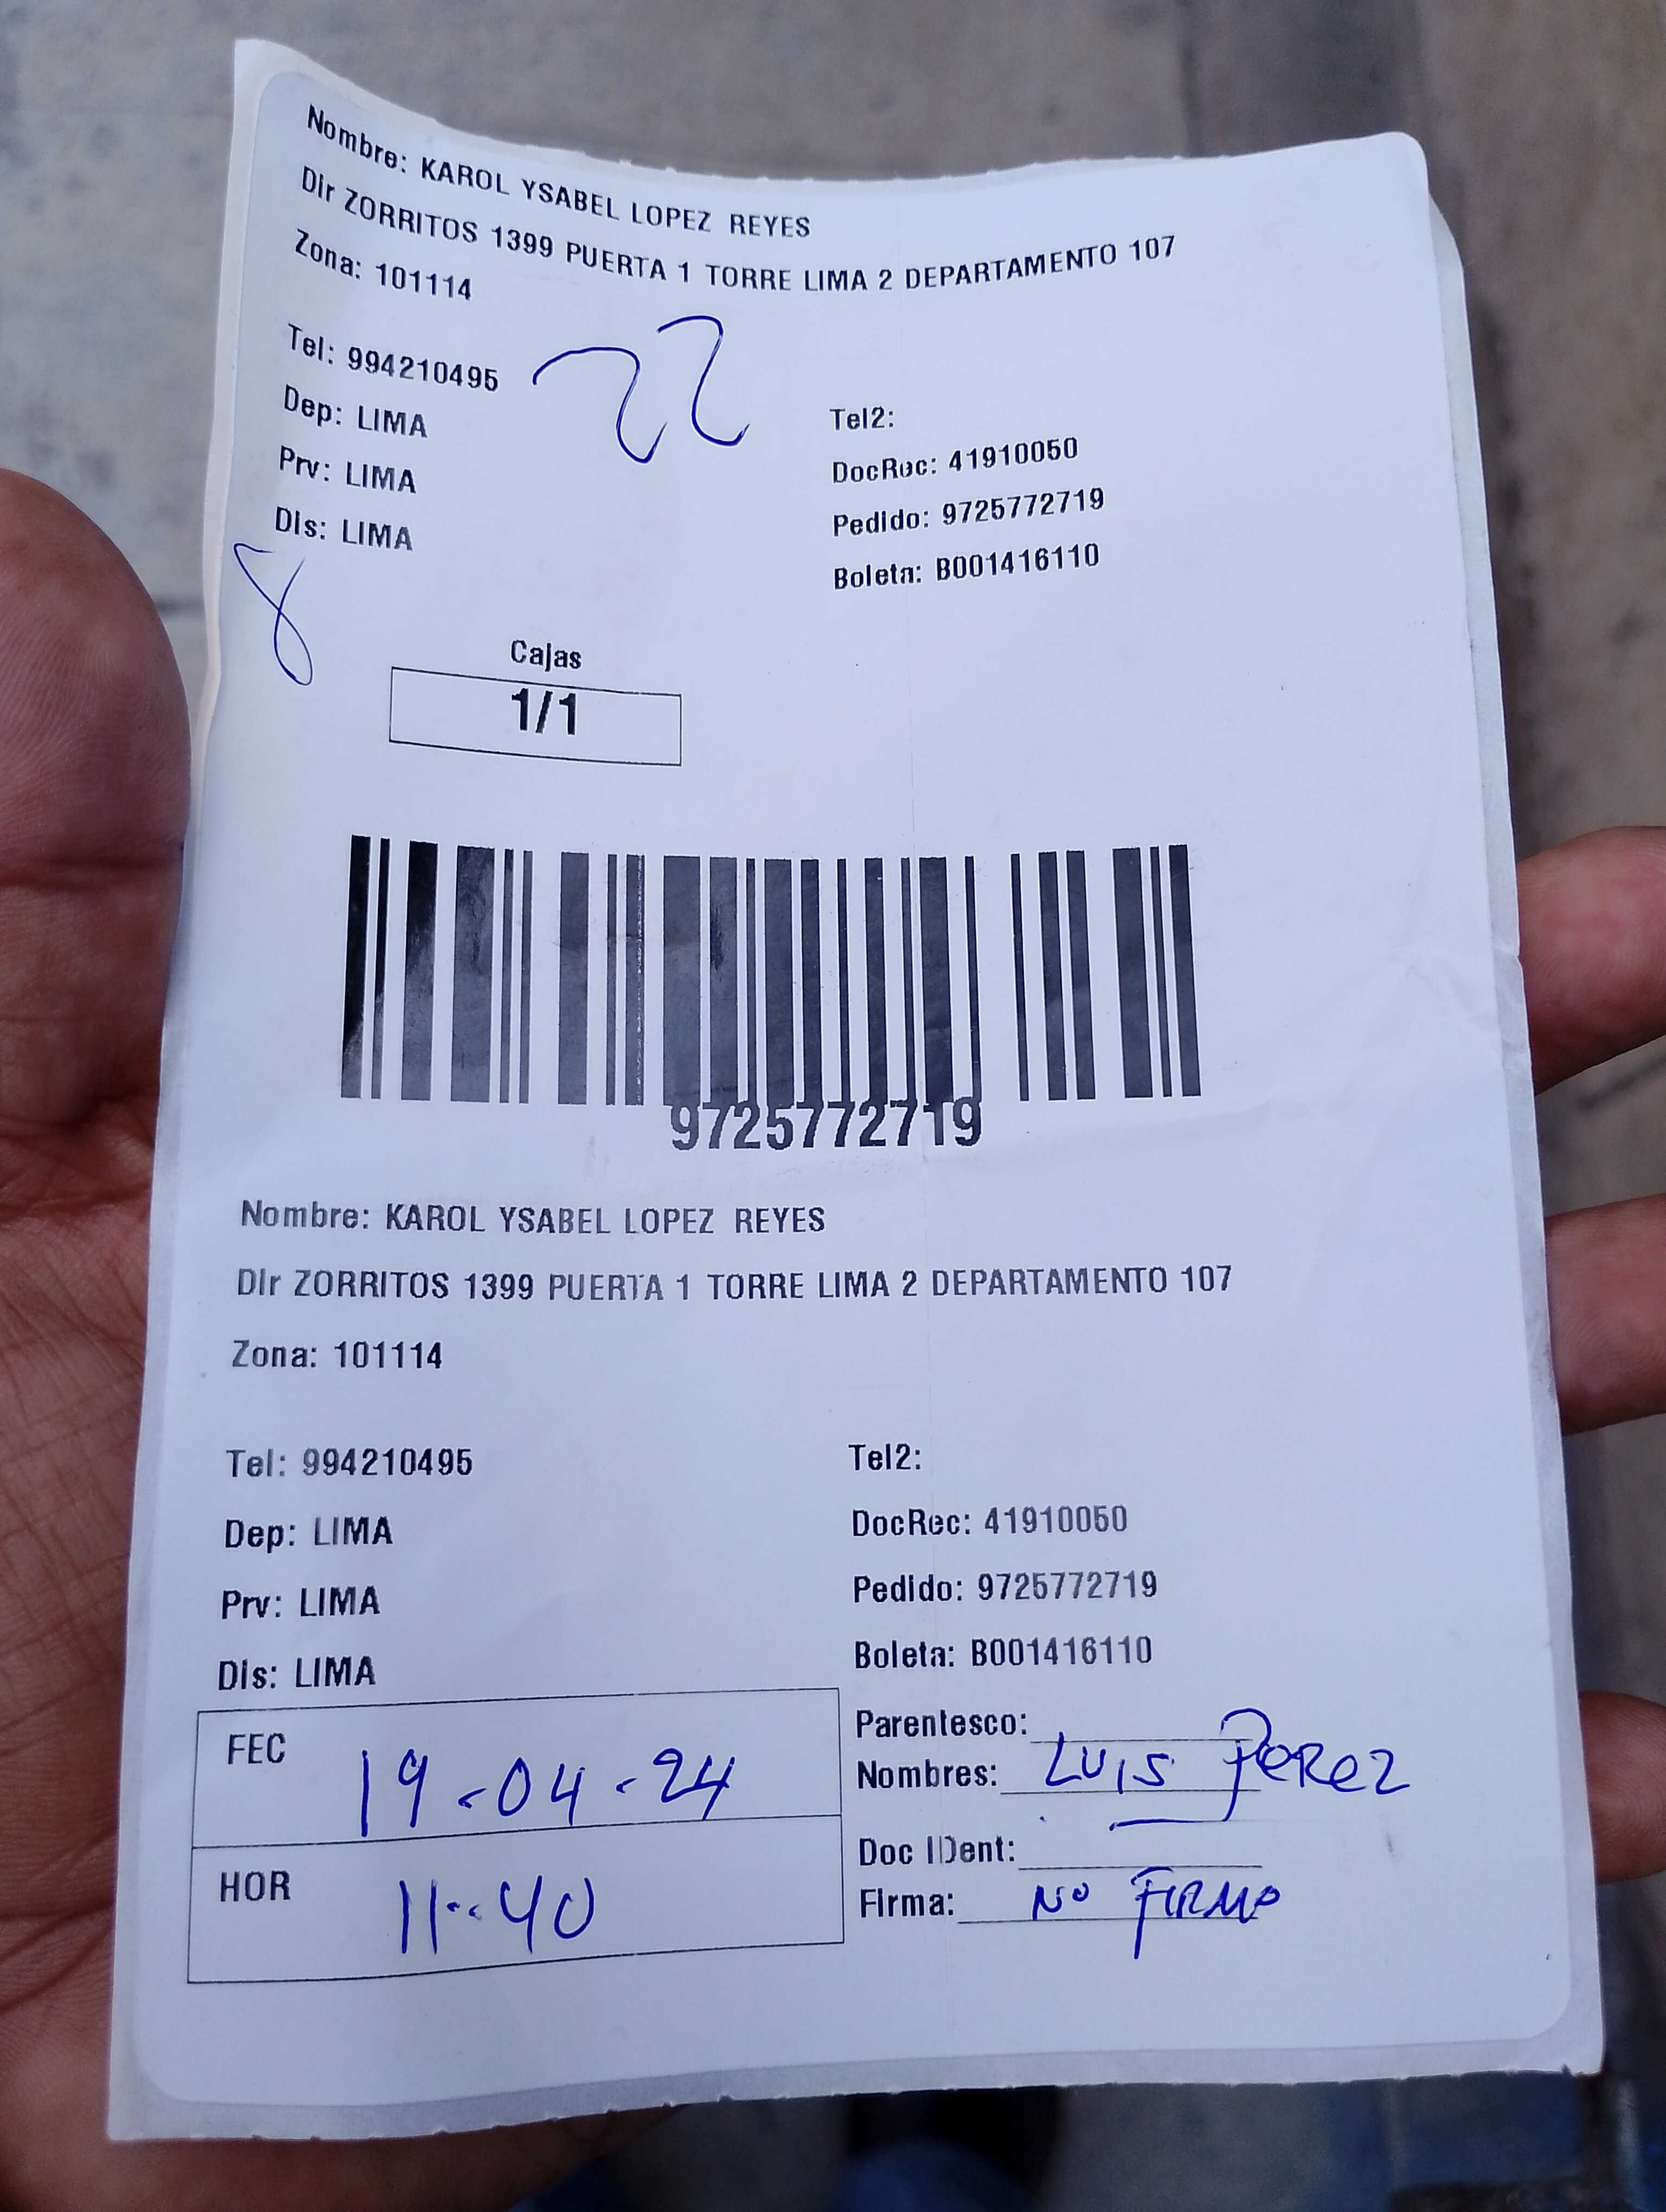 Nombre: KAROL YSABEL LOPEZ REYES
Dir ZORRITOS 1399 PUERTA 1 TORRE LIMA 2 DEPARTAMENTO 107
Zona: 101114
22
Tel: 994210495
Tel2:
Dep: LIMA
DocRec: 41910050
Prv: LIMA
Pedido: 9725772719
Dis: LIMA
Boleta: B001416110
8
Cajas
1/1
9725772719
Nombre: KAROL YSABEL LOPEZ REYES
Dir ZORRITOS 1399 PUERTA 1 TORRE LIMA 2 DEPARTAMENTO 107
Zona: 101114
Tel: 994210495
Tel2:
Dep: LIMA
DocRec: 41910050
Prv: LIMA
Pedido: 9725772719
Dis: LIMA
Boleta: B001416110
FEC 19-04-24
Parentesco:
Nombres: LUIS PEREZ
HOR 11:40
Doc IDent:
Firma: NO FIRMO